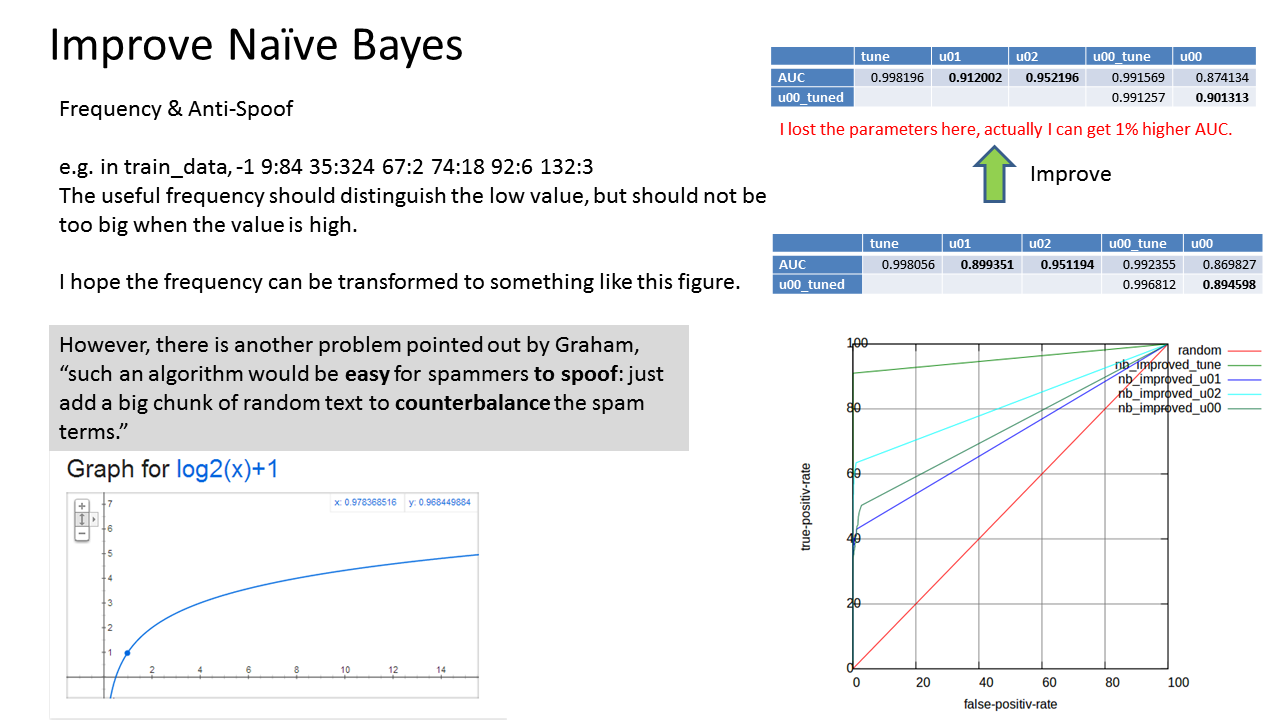 Improve Naïve Bayes
Frequency & Anti-Spoof
e.g. in train_data, -1 9:84 35:324 67:2 74:18 92:6 132:3
The useful frequency should distinguish the low value, but should not be
too big when the value is high.
I hope the frequency can be transformed to something like this figure.
However, there is another problem pointed out by Graham,
“such an algorithm would be easy for spammers to spoof: just
add a big chunk of random text to counterbalance the spam
terms.”
Graph for log2(x)+1
x: 0.978368516 y: 0.968449884
7
6
5
4
3
2
1
2 4 6 8 10 12 14
tune u01 u02 u00_tune u00
AUC 0.998196 0.912002 0.952196 0.991569 0.874134
u00_tuned 0.991257 0.901313
I lost the parameters here, actually I can get 1% higher AUC.
Improve
tune u01 u02 u00_tune u00
AUC 0.998056 0.899351 0.951194 0.992355 0.869827
u00_tuned 0.996812 0.894598
random
nb_improved_tune
nb_improved_u01
nb_improved_u02
nb_improved_u00
100
80
60
40
20
0
true-positiv-rate
0 20 40 60 80 100
false-positiv-rate